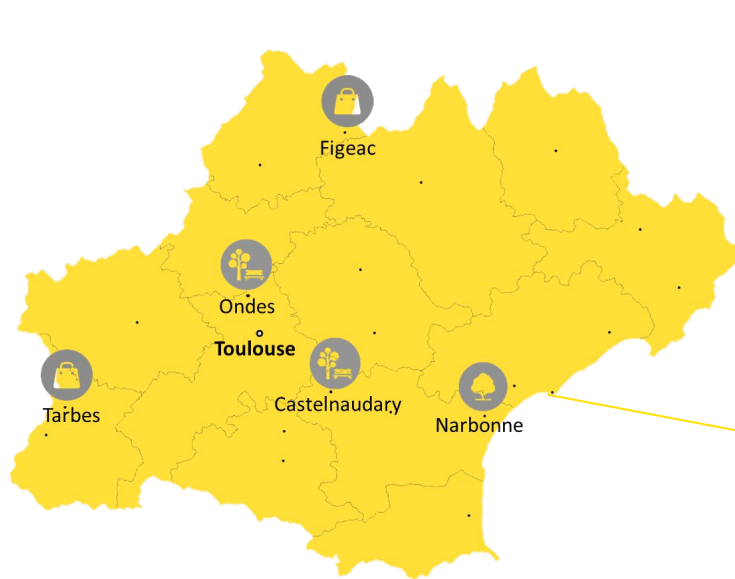 Figeac
Ondes
Toulouse
Castelnaudary
Tarbes
Narbonne